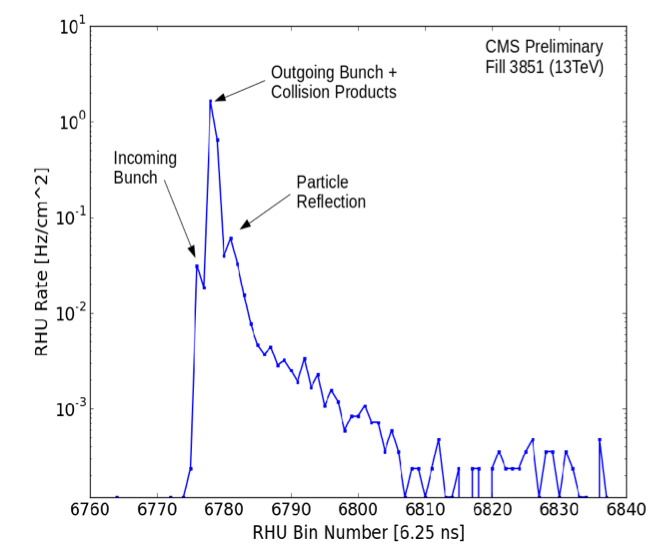 10^1
CMS Preliminary
Fill 3851 (13TeV)
Outgoing Bunch +
Collision Products
10^0
Incoming
Bunch
Particle
Reflection
10^-1
10^-2
10^-3
RHU Rate [Hz/cm^2]
6760 6770 6780 6790 6800 6810 6820 6830 6840
RHU Bin Number [6.25 ns]